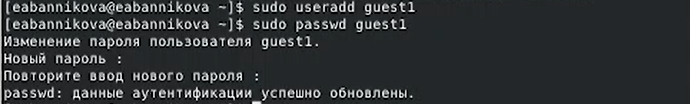 [eabannikova@eabannikova ~]$ sudo useradd guest1
[eabannikova@eabannikova ~]$ sudo passwd guest1
Изменение пароля пользователя guest1.
Новый пароль :
Повторите ввод нового пароля :
passwd: данные аутентификации успешно обновлены.